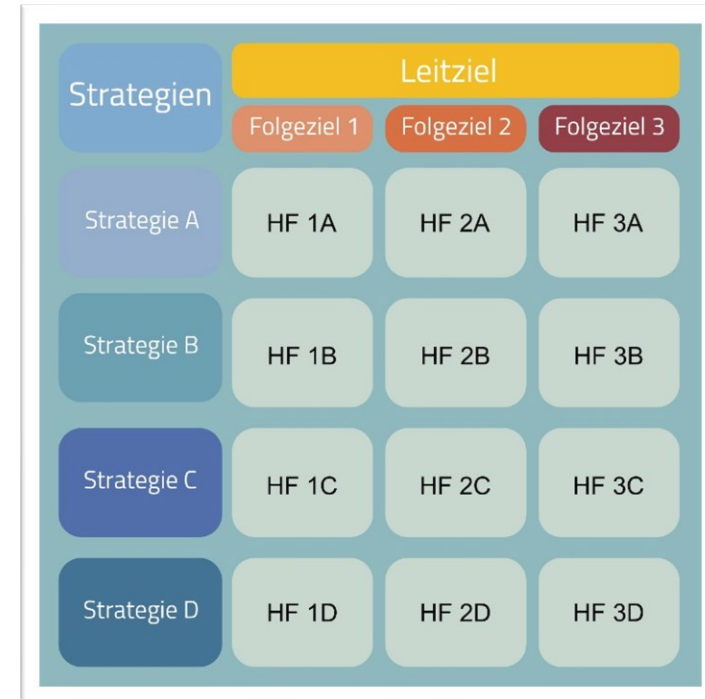 Strategien
Leitziel
Folgeziel 1
Folgeziel 2
Folgeziel 3
Strategie A
HF 1A
HF 2A
HF 3A
Strategie B
HF 1B
HF 2B
HF 3B
Strategie C
HF 1C
HF 2C
HF 3C
Strategie D
HF 1D
HF 2D
HF 3D